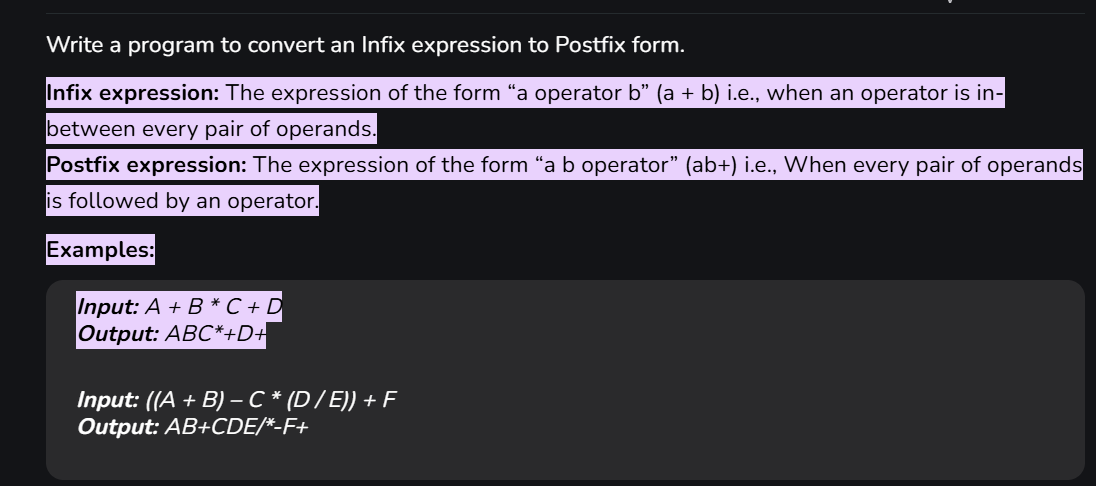 Write a program to convert an Infix expression to Postfix form.
Infix expression: The expression of the form “a operator b” (a + b) i.e., when an operator is in-
between every pair of operands.
Postfix expression: The expression of the form “a b operator” (ab+) i.e., When every pair of operands
is followed by an operator.
Examples:
Input: A + B * C + D
Output: ABC*+D+
Input: ((A + B) – C * (D / E)) + F
Output: AB+CDE/*-F+